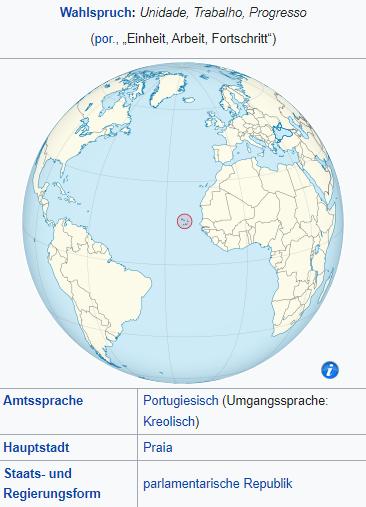 Wahlspruch: Unidade, Trabalho, Progresso
(por., „Einheit, Arbeit, Fortschritt“)
i
Amtssprache Portugiesisch (Umgangssprache:
Kreolisch)
Hauptstadt Praia
Staats- und
Regierungsform parlamentarische Republik